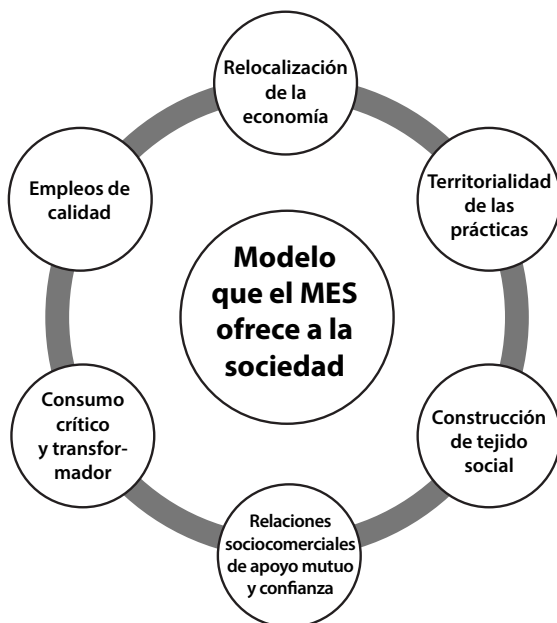 Relocalización
de la
economía
Territorialidad
de las
prácticas
Construcción
de tejido
social
Relaciones
sociocomerciales
de apoyo mutuo
y confianza
Consumo
crítico
y transfor-
mador
Empleos de
calidad
Modelo
que el MES
ofrece a la
sociedad